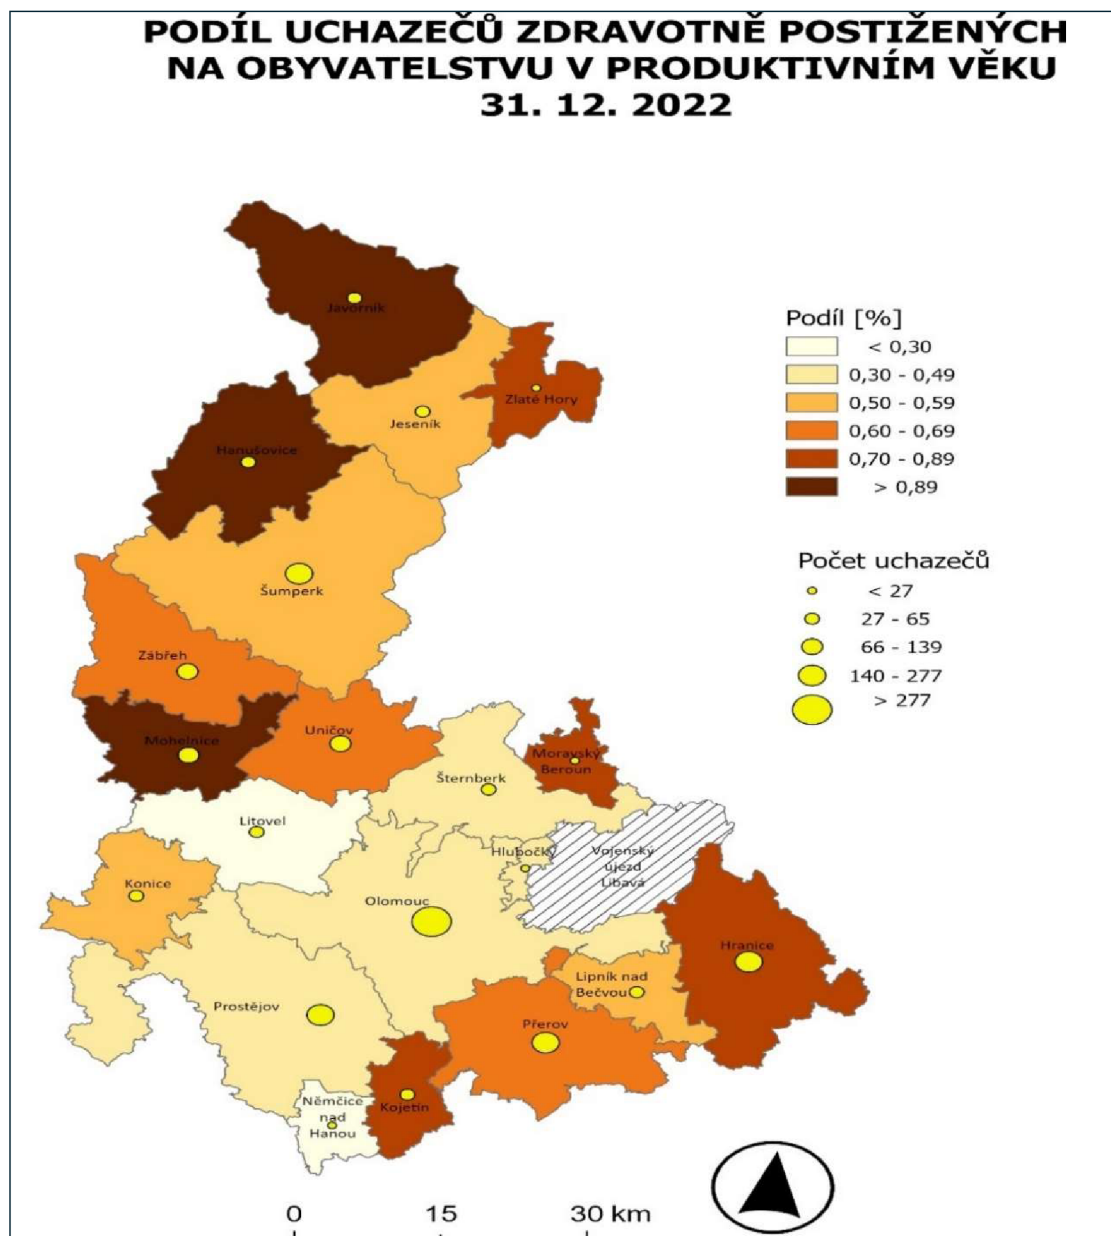 PODÍL UCHAZEČŮ ZDRAVOTNĚ POSTIŽENÝCH
NA OBYVATELSTVU V PRODUKTIVNÍM VĚKU
31. 12. 2022
Javorník
Zlaté Hory
Jeseník
Hanušovice
Šumperk
Zábřeh
Uničov
Mohelnice
Moravský
Beroun
Šternberk
Litovel
Hlubočky
Vojenský
újezd
Libavá
Konice
Olomouc
Hranice
Lipník nad
Bečvou
Prostějov
Přerov
Kojetín
Němčice
nad
Hanou
Podíl [%]
< 0,30
0,30 - 0,49
0,50 - 0,59
0,60 - 0,69
0,70 - 0,89
> 0,89
Počet uchazečů
< 27
27 - 65
66 - 139
140 - 277
> 277
0 15 30 km